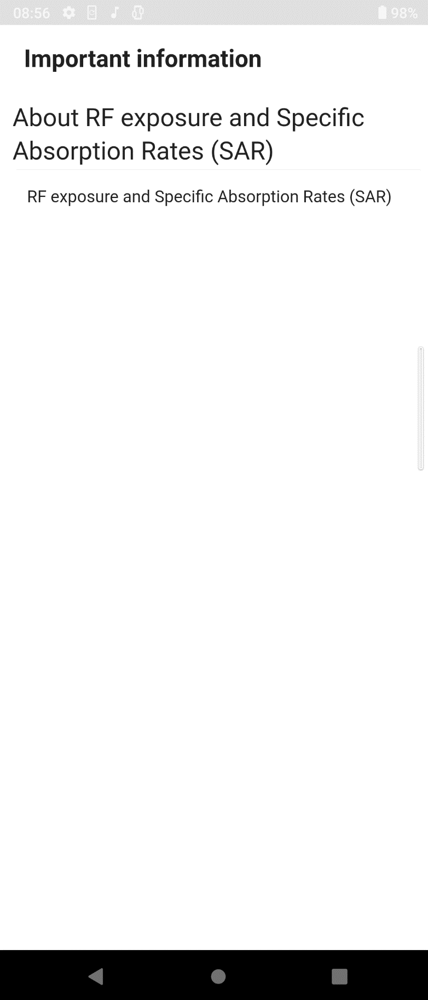 08:56 98%
Important information
About RF exposure and Specific
Absorption Rates (SAR)
RF exposure and Specific Absorption Rates (SAR)